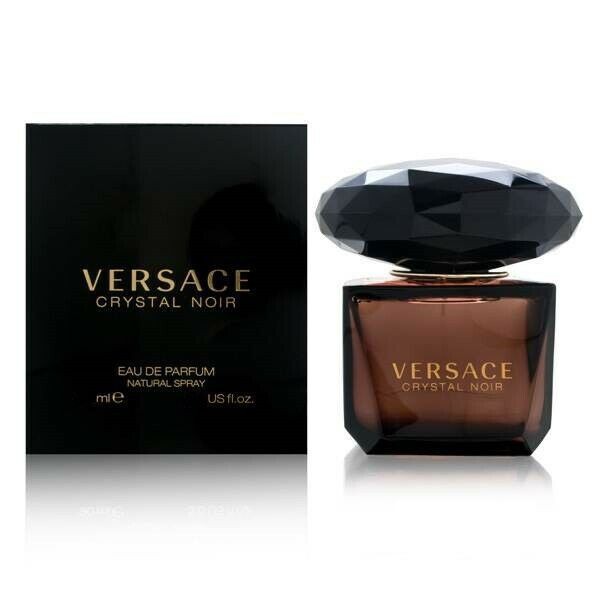 VERSACE
CRYSTAL NOIR
EAU DE PARFUM
NATURAL SPRAY
ml e US fl.oz.
VERSACE
CRYSTAL NOIR